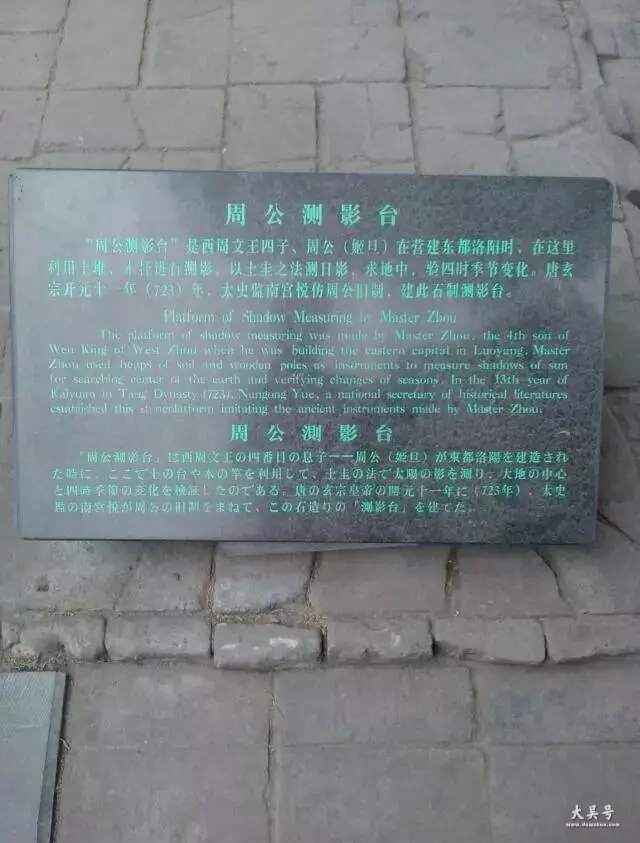 周公测影台
“周公测影台”是西周文王四子、周公（姬旦）在营建东都洛阳时，在这里
利用土堆，木杆进行测影，以土圭之法测日影，求地中，验四时季节变化。唐玄
宗开元十一年（723）年，太史监南宫悦仿周公旧制，建此石制测影台。
Platform of Shadow Measuring by Master Zhou
The platform of shadow measuring was made by Master Zhou, the 4th son of
Wen King of West Zhou when he was building the eastern capital in Luoyang. Master
Zhou used heaps of soil and wooden poles as instruments to measure shadows of sun
for searching center of the earth and verifying changes of seasons. In the 13th year of
Kaiyuan in Tang Dynasty (723), Nangong Yue, a national secretary of historical literatures
established this stoneplatform imitating the ancient instruments made by Master Zhou.
周公測影台
「周公測影台」は西周文王の四番目の息子——周公（姫旦）が東都洛陽を建造され
た時に、ここで土の台や木の竿を利用して、土圭の法で太陽の影を測り、大地の中心
と四時季節の変化を検証したのである。唐の玄宗皇帝の開元十一年に（723年）、太史
監の南宮悦が周公の旧制をまねて、この石造りの「測影台」を建てた。
大昊号